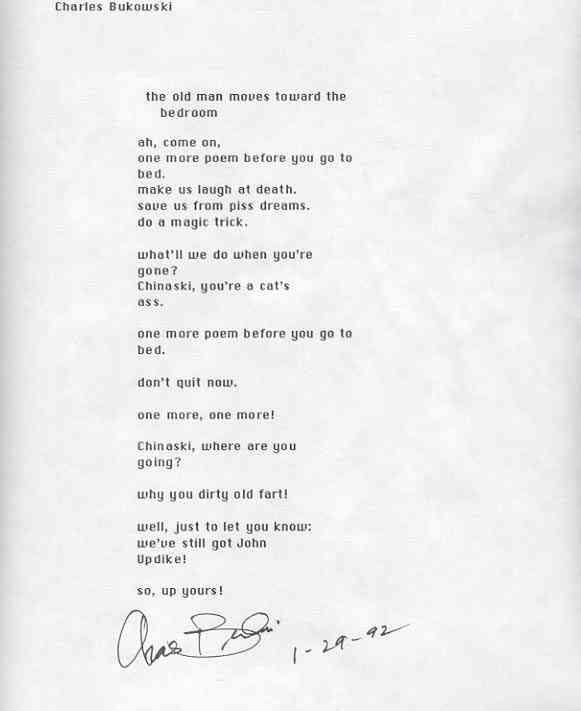 Charles Bukowski
the old man moves toward the
bedroom
ah, come on,
one more poem before you go to
bed.
make us laugh at death.
save us from piss dreams.
do a magic trick.
what'll we do when you're
gone?
Chinaski, you're a cat's
ass.
one more poem before you go to
bed.
don't quit now.
one more, one more!
Chinaski, where are you
going?
why you dirty old fart!
well, just to let you know:
we've still got John
Updike!
so, up yours!
1-29-92